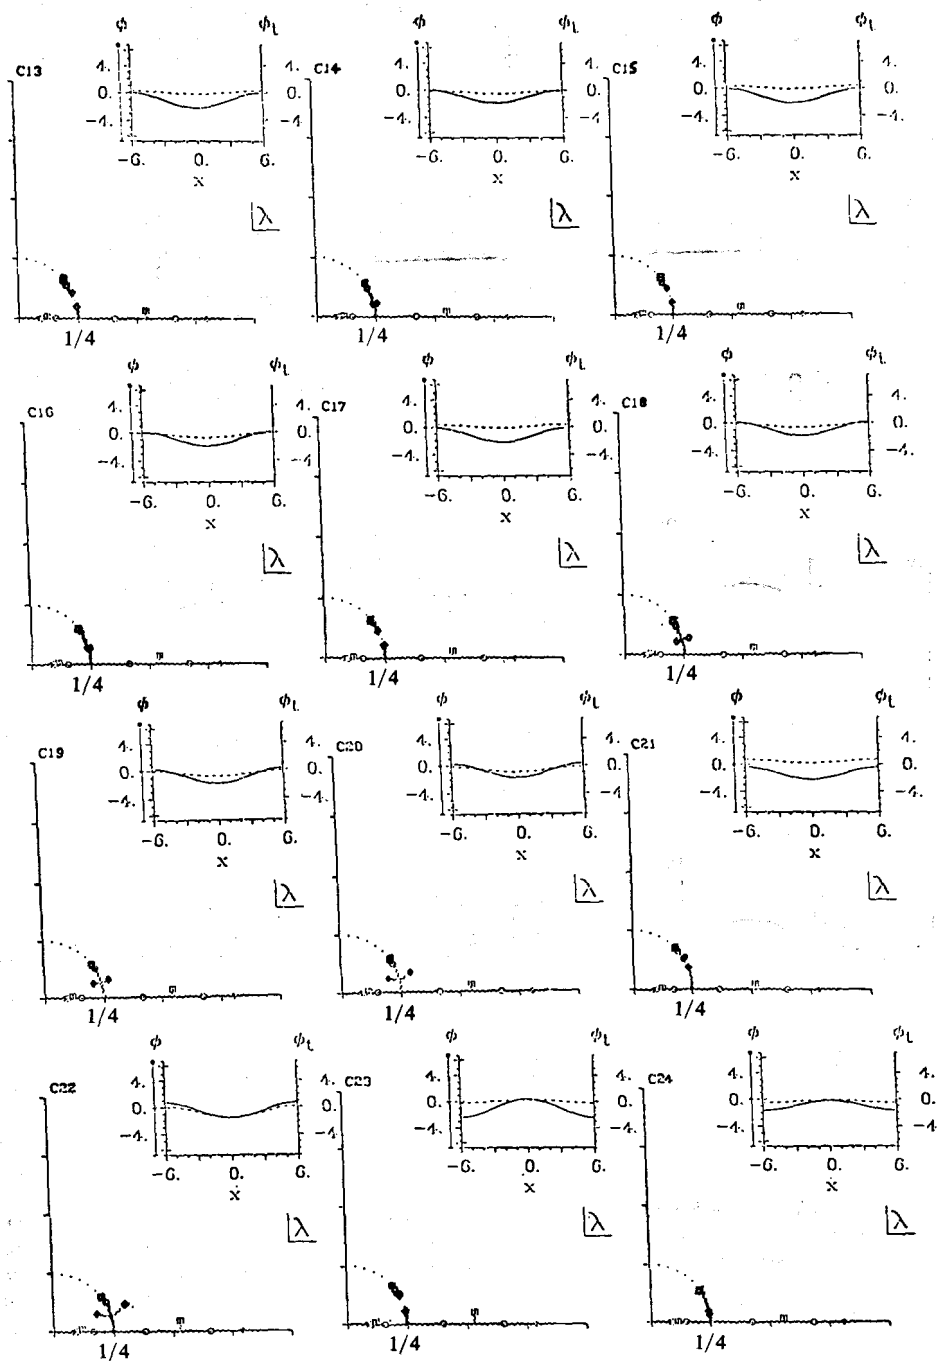 ϕ ϕt ϕ ϕt ϕ ϕt
C13 4. 4. C14 4. 4. C15 4. 4.
0. 0. 0. 0. 0. 0.
-4. -4. -4. -4. -4. -4.
-6. 0. 6. -6. 0. 6. -6. 0. 6.
x x x
λ λ λ
1/4 1/4 1/4
ϕ ϕt ϕ ϕt ϕ ϕt
C16 4. 4. C17 4. 4. C18 4. 4.
0. 0. 0. 0. 0. 0.
-4. -4. -4. -4. -4. -4.
-6. 0. 6. -6. 0. 6. -6. 0. 6.
x x x
λ λ λ
1/4 1/4 1/4
ϕ ϕt ϕ ϕt ϕ ϕt
C19 4. 4. C20 4. 4. C21 4. 4.
0. 0. 0. 0. 0. 0.
-4. -4. -4. -4. -4. -4.
-6. 0. 6. -6. 0. 6. -6. 0. 6.
x x x
λ λ λ
1/4 1/4 1/4
ϕ ϕt ϕ ϕt ϕ ϕt
C22 4. 4. C23 4. 4. C24 4. 4.
0. 0. 0. 0. 0. 0.
-4. -4. -4. -4. -4. -4.
-6. 0. 6. -6. 0. 6. -6. 0. 6.
x x x
λ λ λ
1/4 1/4 1/4